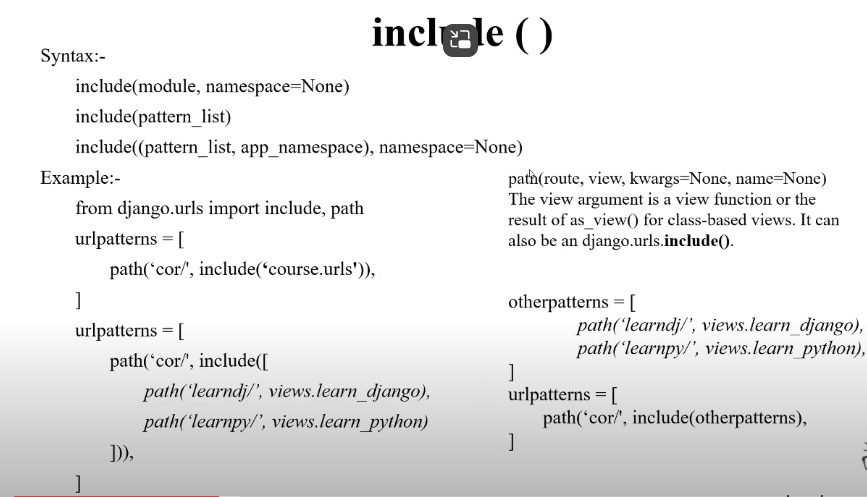 include ( )
Syntax:-
include(module, namespace=None)
include(pattern_list)
include((pattern_list, app_namespace), namespace=None)
Example:-
from django.urls import include, path
urlpatterns = [
path(‘cor/', include(‘course.urls')),
]
urlpatterns = [
path(‘cor/', include([
path(‘learndj/’, views.learn_django),
path(‘learnpy/’, views.learn_python)
])),
]
path(route, view, kwargs=None, name=None)
The view argument is a view function or the
result of as_view() for class-based views. It can
also be an django.urls.include().
otherpatterns = [
path(‘learndj/’, views.learn_django),
path(‘learnpy/’, views.learn_python),
]
urlpatterns = [
path(‘cor/', include(otherpatterns),
]